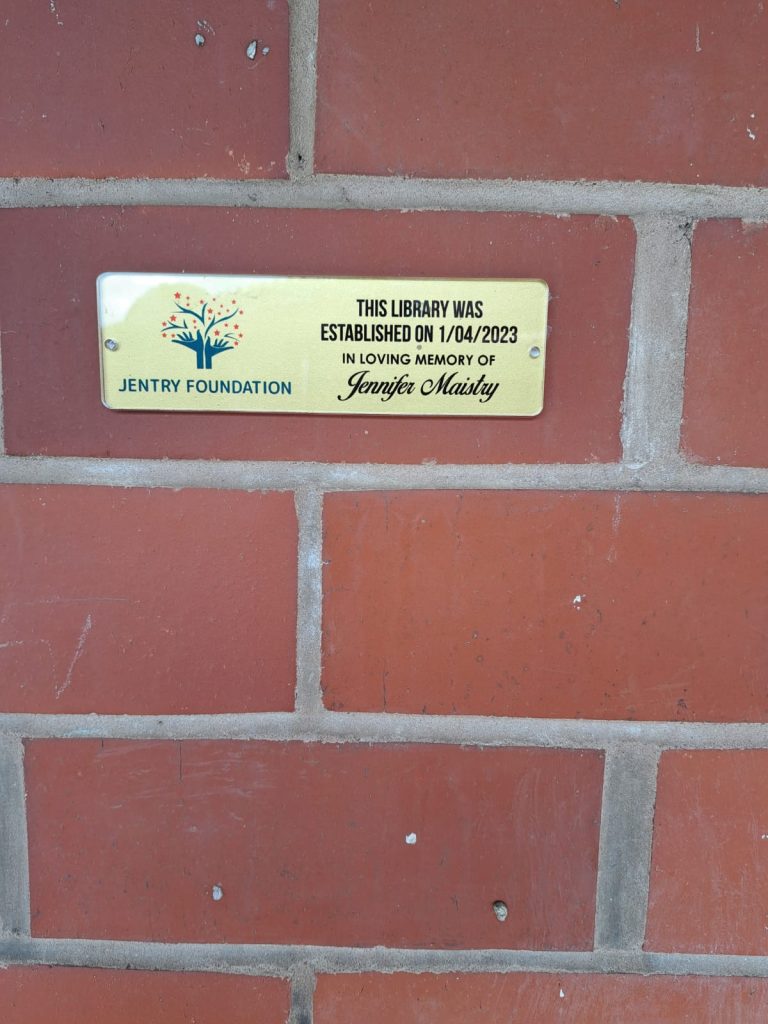 JENTRY FOUNDATION
THIS LIBRARY WAS
ESTABLISHED ON 1/04/2023
IN LOVING MEMORY OF
Jennifer Maistry